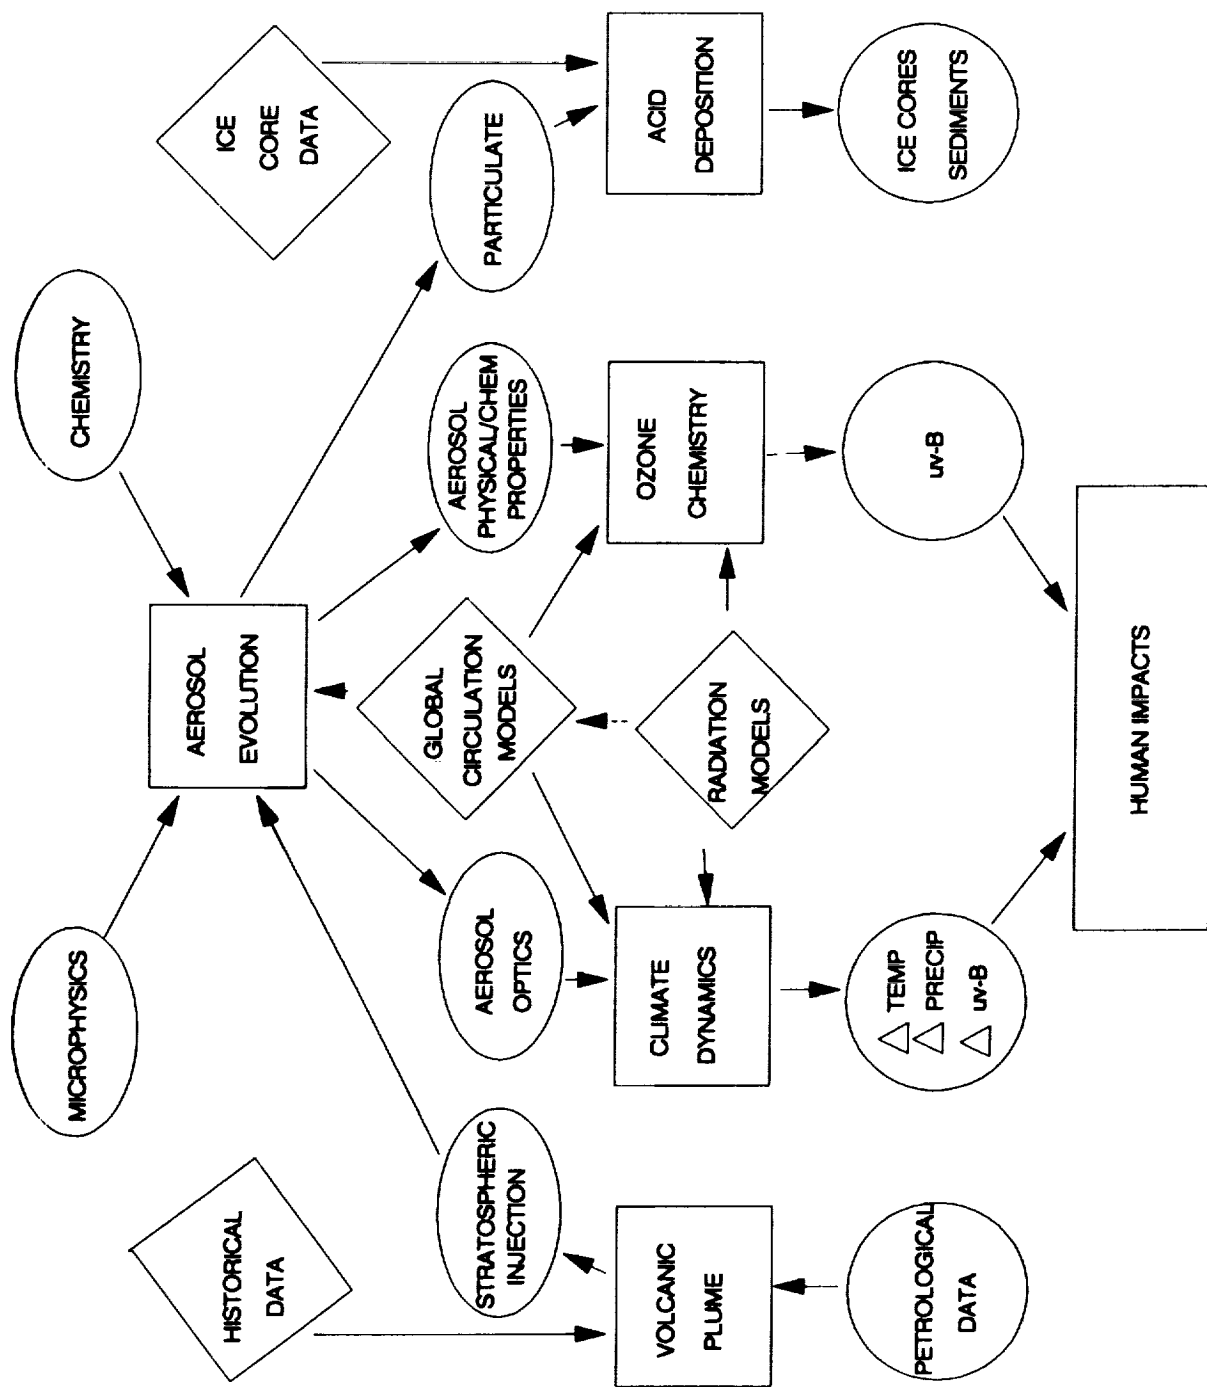 MICROPHYSICS
CHEMISTRY
HISTORICAL
DATA
AEROSOL
EVOLUTION
ICE
CORE
DATA
STRATOSPHERIC
INJECTION
AEROSOL
OPTICS
GLOBAL
CIRCULATION
MODELS
AEROSOL
PHYSICAL/CHEM
PROPERTIES
PARTICULATE
VOLCANIC
PLUME
CLIMATE
DYNAMICS
RADIATION
MODELS
OZONE
CHEMISTRY
ACID
DEPOSITION
PETROLOGICAL
DATA
△ TEMP
△ PRECIP
△ uv-B
uv-B
ICE CORES
SEDIMENTS
HUMAN IMPACTS